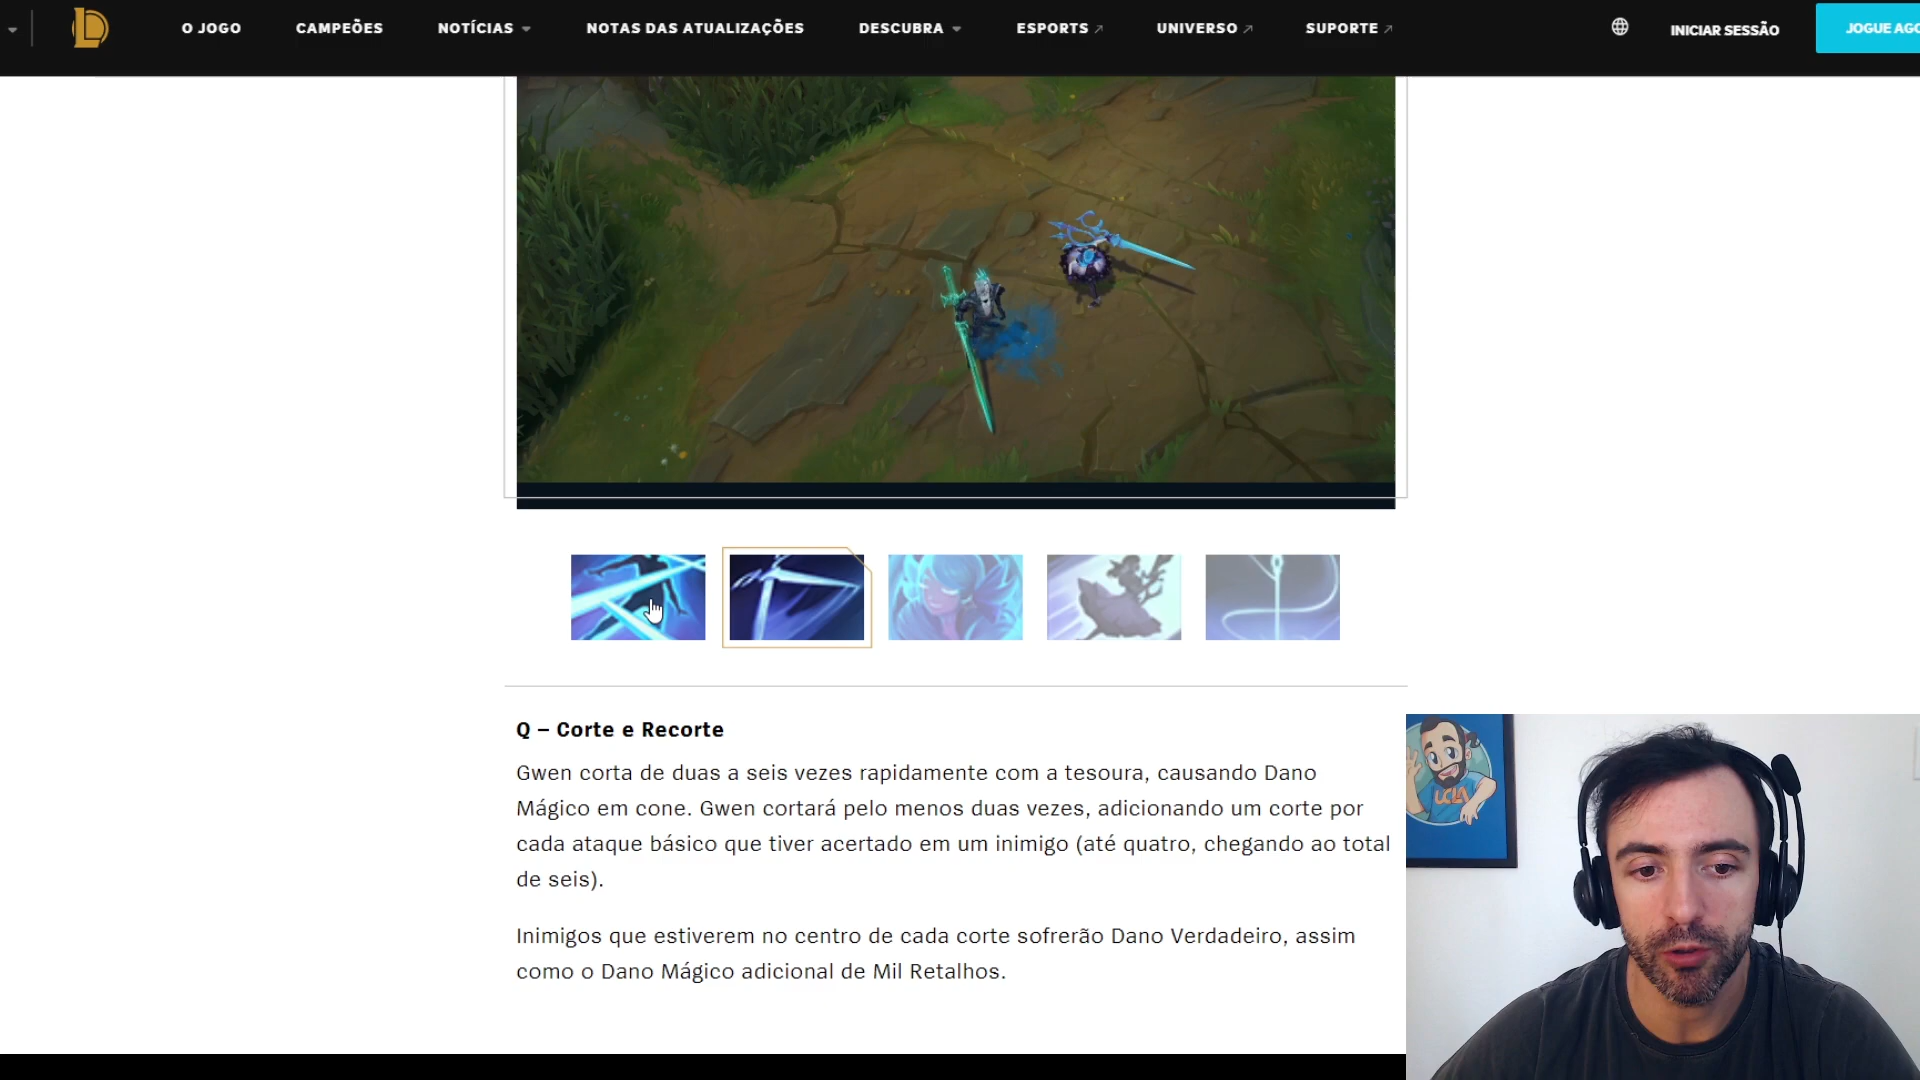 O JOGO CAMPEÕES NOTÍCIAS NOTAS DAS ATUALIZAÇÕES DESCUBRA ESPORTS UNIVERSO SUPORTE INICIAR SESSÃO JOGUE AGO
Q – Corte e Recorte
Gwen corta de duas a seis vezes rapidamente com a tesoura, causando Dano
Mágico em cone. Gwen cortará pelo menos duas vezes, adicionando um corte por
cada ataque básico que tiver acertado em um inimigo (até quatro, chegando ao total
de seis).
Inimigos que estiverem no centro de cada corte sofrerão Dano Verdadeiro, assim
como o Dano Mágico adicional de Mil Retalhos.
UCLA